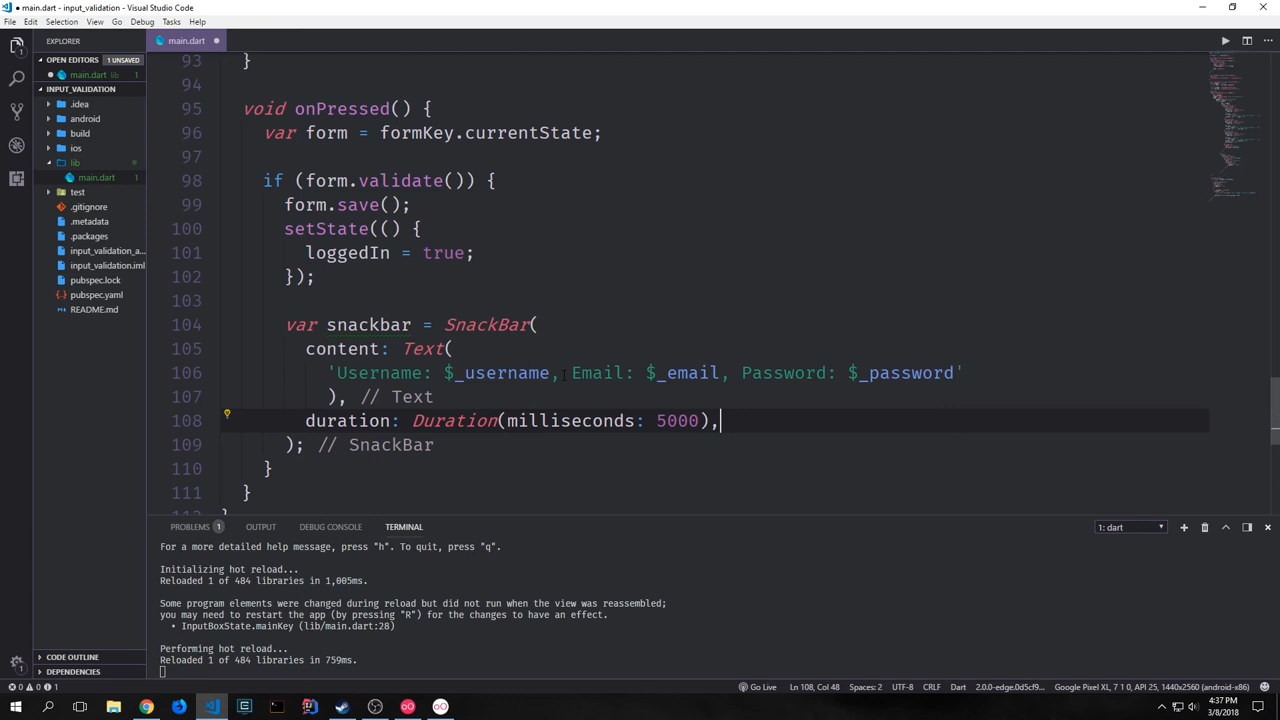 main.dart - input_validation - Visual Studio Code
File Edit Selection View Go Debug Tasks Help
EXPLORER
main.dart
OPEN EDITORS 1 UNSAVED
main.dart lib 1
INPUT_VALIDATION
.idea
android
build
ios
lib
main.dart 1
test
.gitignore
.metadata
.packages
input_validation_a...
input_validation.iml
pubspec.lock
pubspec.yaml
README.md
CODE OUTLINE
DEPENDENCIES
93 }
94
95 void onPressed() {
96 var form = formKey.currentState;
97
98 if (form.validate()) {
99 form.save();
100 setState(() {
101 loggedIn = true;
102 });
103
104 var snackbar = SnackBar(
105 content: Text(
106 'Username: $_username, Email: $_email, Password: $_password'
107 ), // Text
108 duration: Duration(milliseconds: 5000),
109 ); // SnackBar
110 }
111 }
112 }
PROBLEMS 1 OUTPUT DEBUG CONSOLE TERMINAL 1: dart
For a more detailed help message, press "h". To quit, press "q".
Initializing hot reload...
Reloaded 1 of 484 libraries in 1,005ms.
Some program elements were changed during reload but did not run when the view was reassembled;
you may need to restart the app (by pressing "R") for the changes to have an effect.
• InputBoxState.mainKey (lib/main.dart:28)
Performing hot reload...
Reloaded 1 of 484 libraries in 759ms.
0 0 1 Go Live Ln 108, Col 48 Spaces: 2 UTF-8 CRLF Dart 2.0.0-edge.0d5cf9... Google Pixel XL, 7 1 0, API 25, 1440x2560 (android-x86)
4:37 PM
3/8/2018